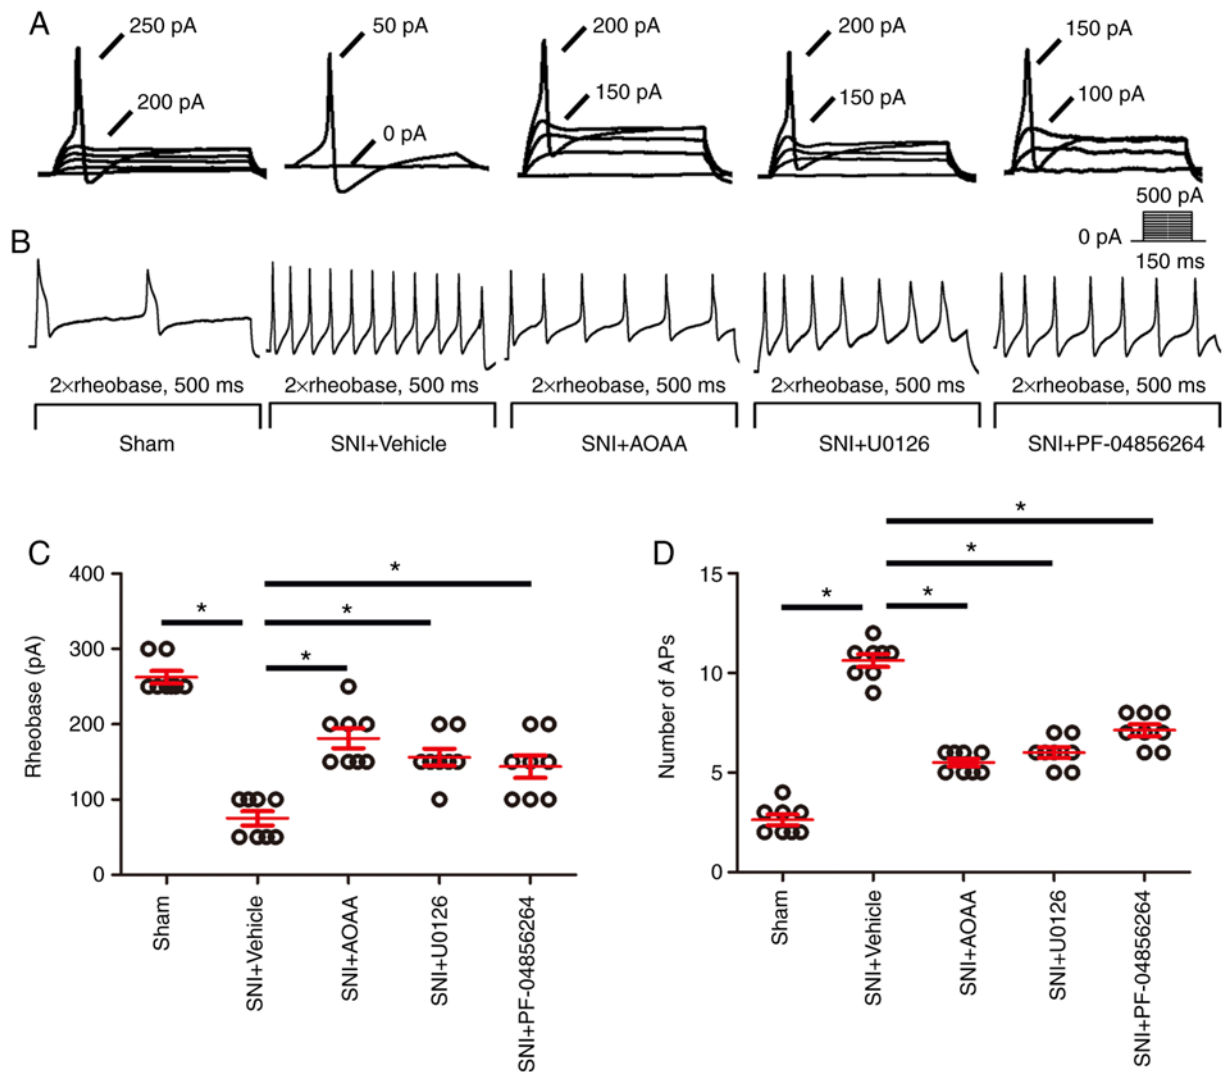 A
250 pA
200 pA
50 pA
0 pA
200 pA
150 pA
200 pA
150 pA
150 pA
100 pA
500 pA
0 pA
150 ms
B
2×rheobase, 500 ms
2×rheobase, 500 ms
2×rheobase, 500 ms
2×rheobase, 500 ms
2×rheobase, 500 ms
Sham
SNI+Vehicle
SNI+AOAA
SNI+U0126
SNI+PF-04856264
C
Rheobase (pA)
400
300
200
100
0
*
*
*
*
Sham
SNI+Vehicle
SNI+AOAA
SNI+U0126
SNI+PF-04856264
D
Number of APs
15
10
5
0
*
*
*
*
Sham
SNI+Vehicle
SNI+AOAA
SNI+U0126
SNI+PF-04856264